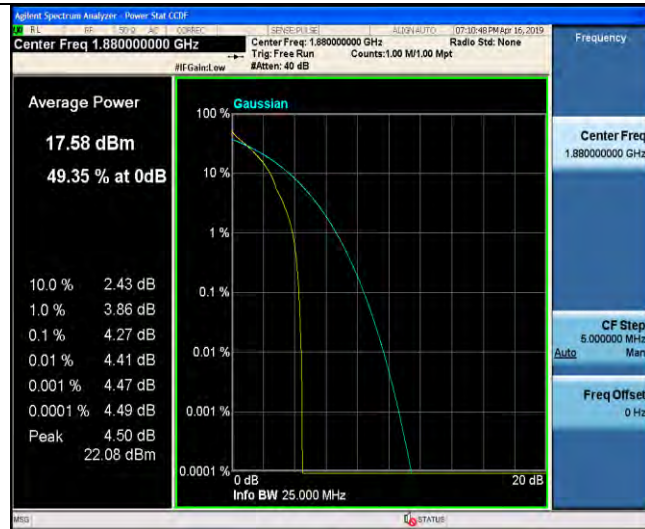 Agilent Spectrum Analyzer - Power Stat CCDF
RL RF 50 Ω AC CORREC SENSE:PULSE ALIGN AUTO 07:10:48 PM Apr 16, 2019
Center Freq 1.880000000 GHz
Center Freq: 1.880000000 GHz Radio Std: None
Trig: Free Run Counts:1.00 M/1.00 Mpt
#IFGain:Low #Atten: 40 dB
Frequency
Average Power
17.58 dBm
49.35 % at 0dB
10.0 % 2.43 dB
1.0 % 3.86 dB
0.1 % 4.27 dB
0.01 % 4.41 dB
0.001 % 4.47 dB
0.0001 % 4.49 dB
Peak 4.50 dB
22.08 dBm
Gaussian
100 %
10 %
1 %
0.1 %
0.01 %
0.001 %
0.0001 %
0 dB 20 dB
Info BW 25.000 MHz
Center Freq
1.880000000 GHz
CF Step
5.000000 MHz
Auto Man
Freq Offset
0 Hz
MSG STATUS